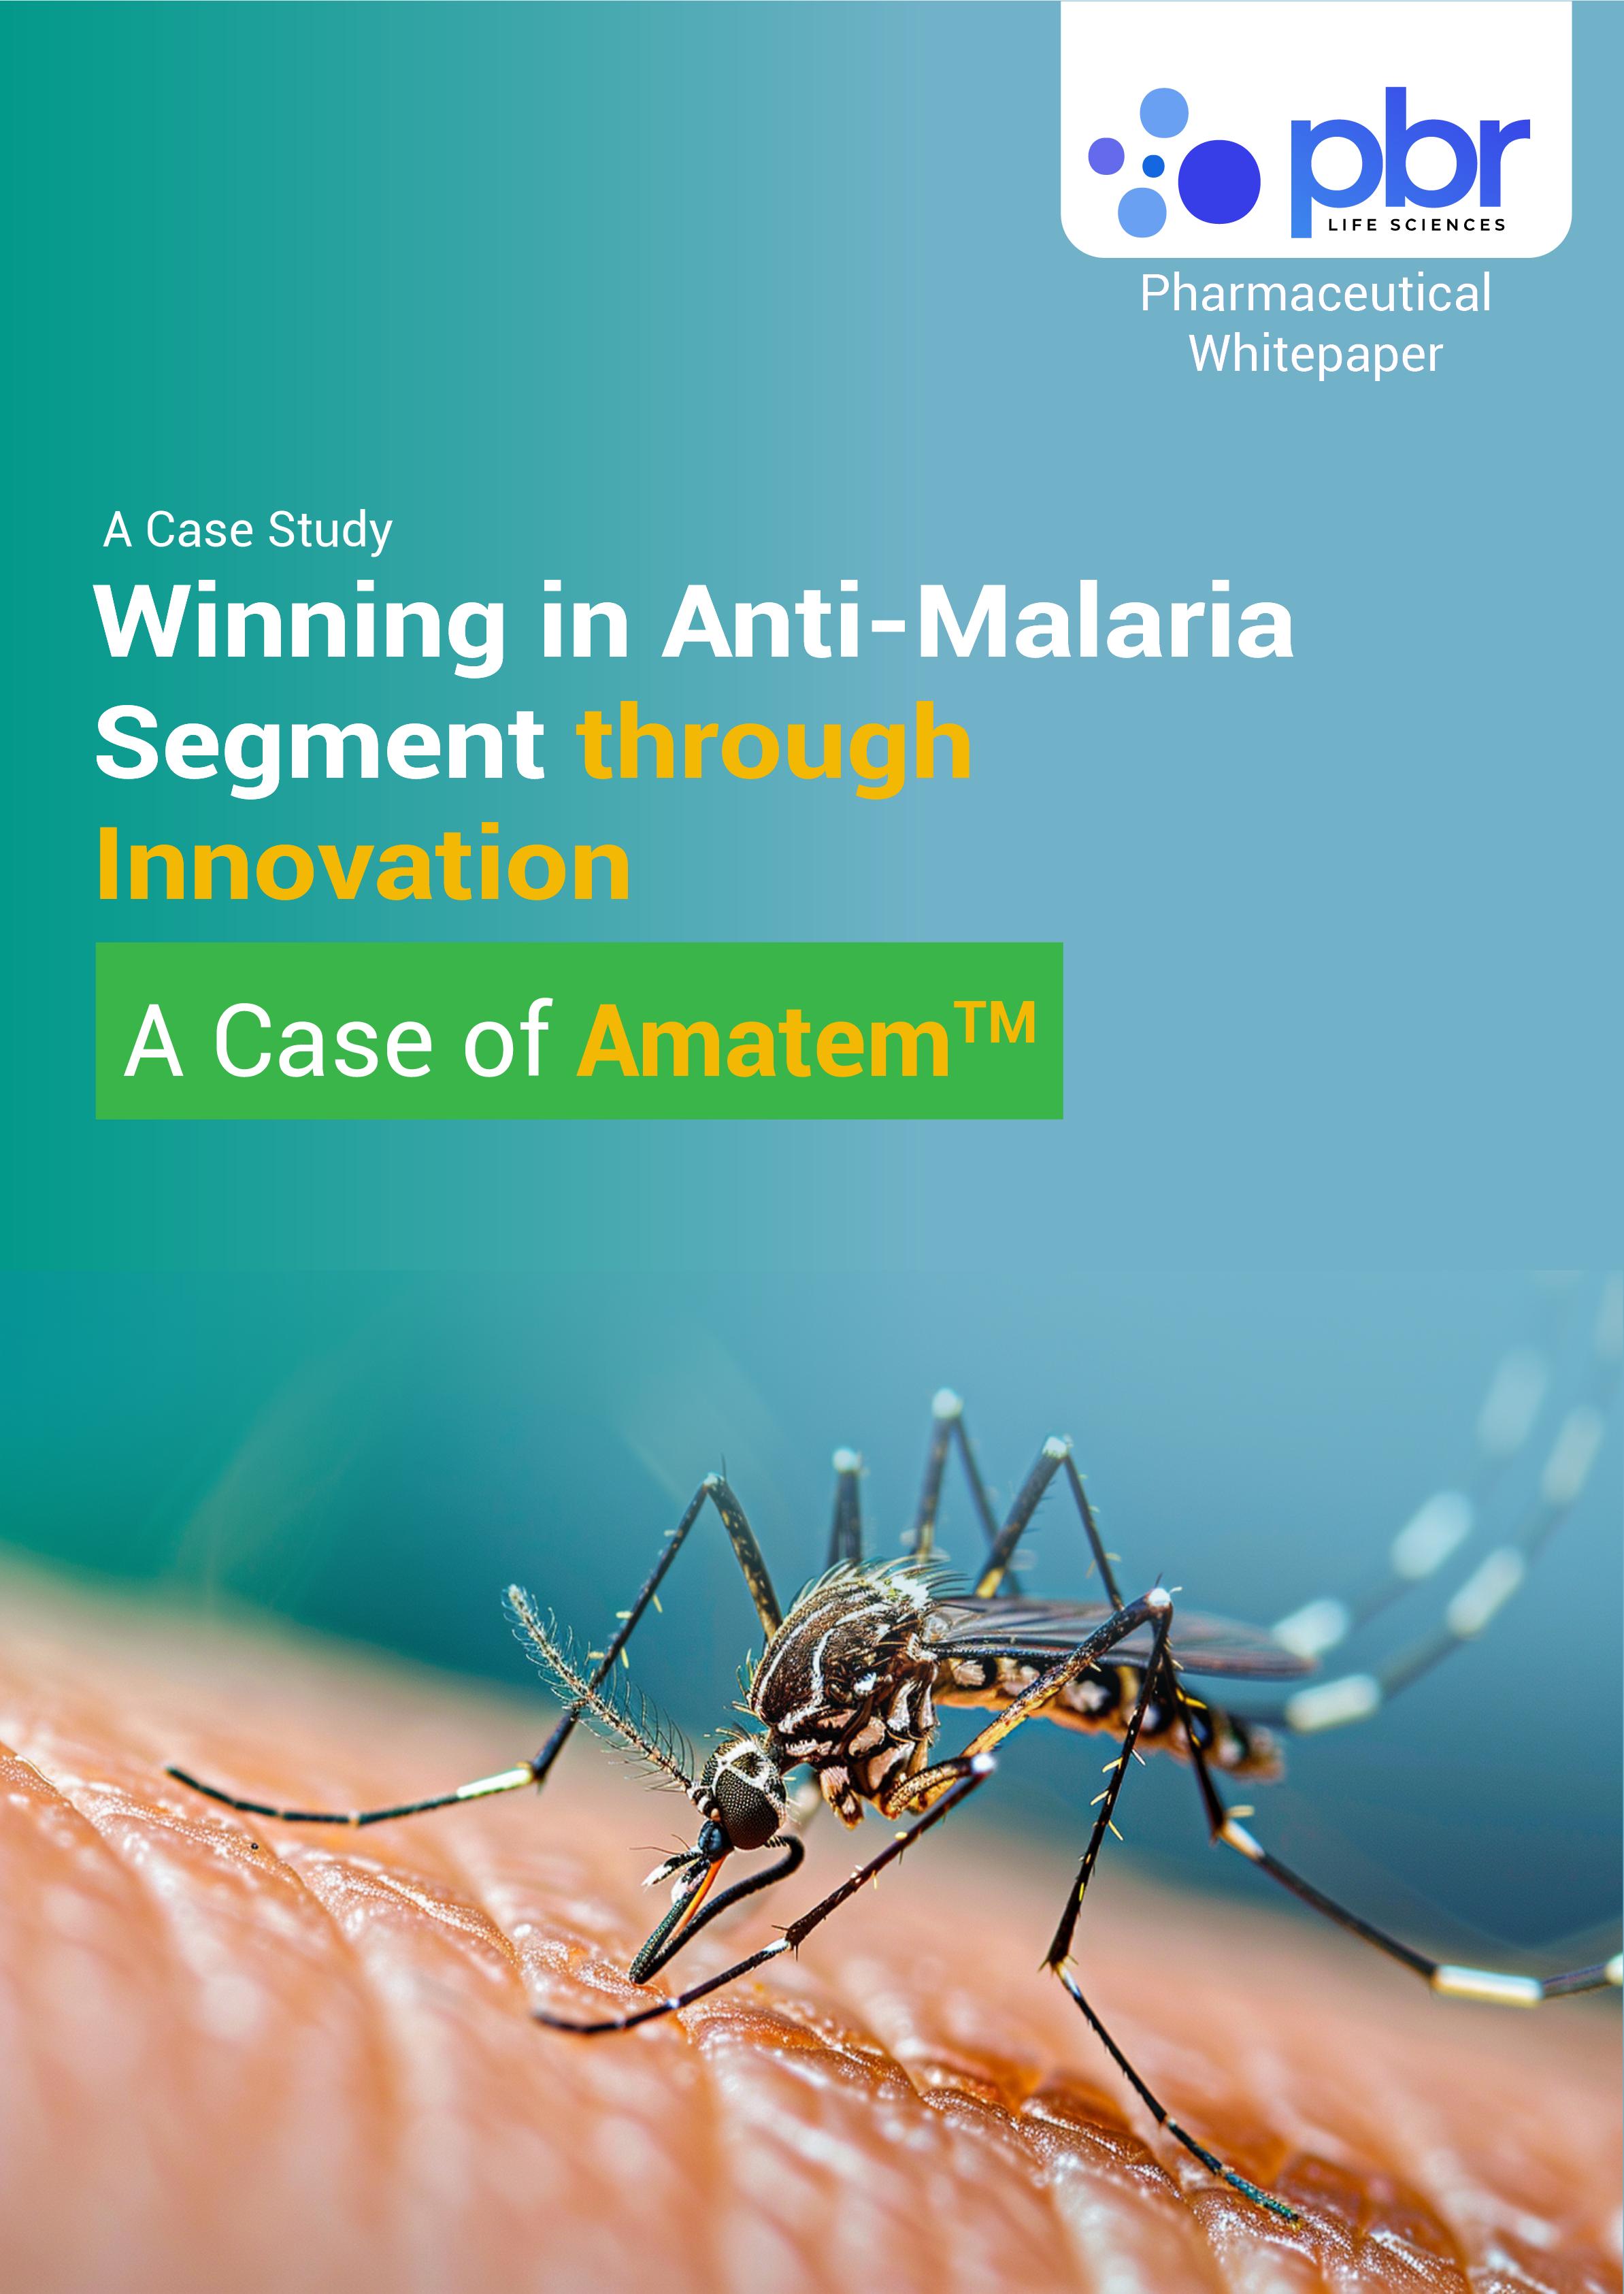 pbr
LIFE SCIENCES
Pharmaceutical
Whitepaper
A Case Study
Winning in Anti-Malaria
Segment through
Innovation
A Case of Amatem™